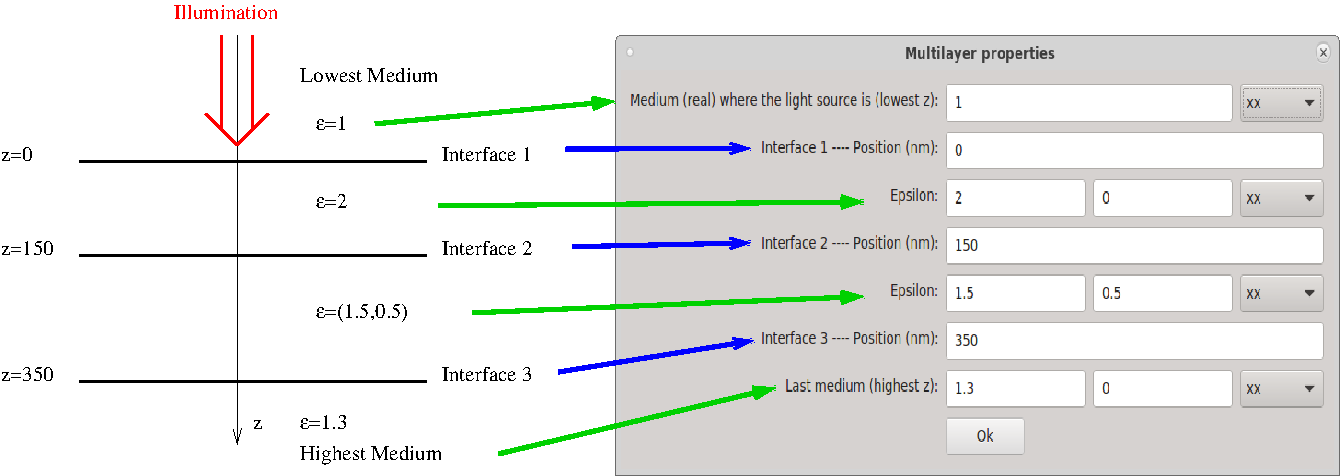 Illumination
Lowest Medium
ε=1
z=0
Interface 1
ε=2
z=150
Interface 2
ε=(1.5,0.5)
z=350
Interface 3
z
ε=1.3
Highest Medium
Multilayer properties
Medium (real) where the light source is (lowest z): 1 xx
Interface 1 ---- Position (nm): 0
Epsilon: 2 0 xx
Interface 2 ---- Position (nm): 150
Epsilon: 1.5 0.5 xx
Interface 3 ---- Position (nm): 350
Last medium (highest z): 1.3 0 xx
Ok